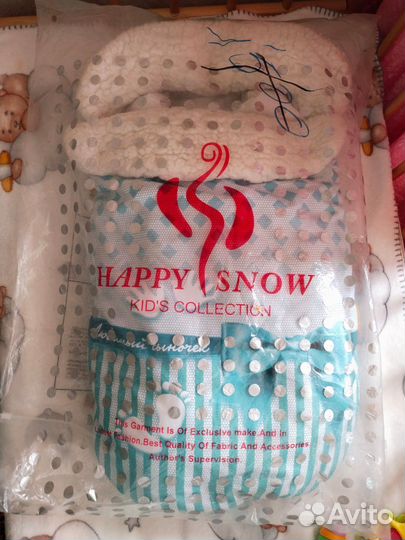 HAPPY SNOW
KID'S COLLECTION
Любимый сыночек
This Garment Is Of Exclusive make.And In
Fashion.Best Quality Of Fabric And Accessories
Author's Supervision.
Avito